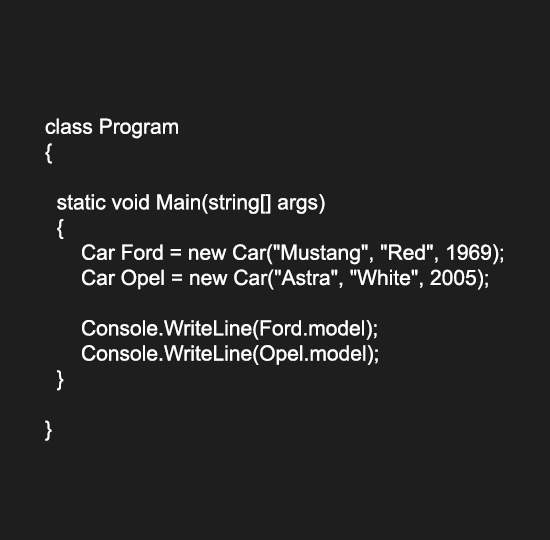 class Program
{
static void Main(string[] args)
{
Car Ford = new Car("Mustang", "Red", 1969);
Car Opel = new Car("Astra", "White", 2005);
Console.WriteLine(Ford.model);
Console.WriteLine(Opel.model);
}
}